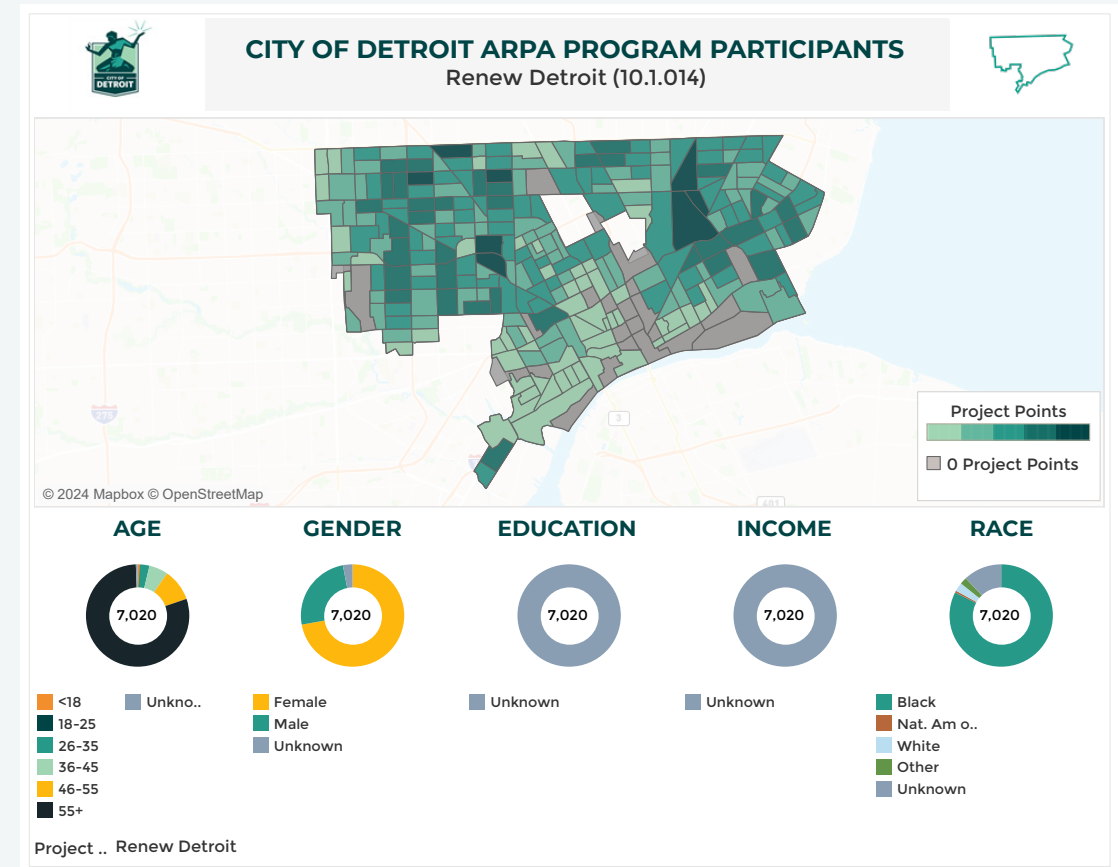 CITY OF
DETROIT
CITY OF DETROIT ARPA PROGRAM PARTICIPANTS
Renew Detroit (10.1.014)
275
3
401
Project Points
0 Project Points
© 2024 Mapbox © OpenStreetMap
AGE
7,020
<18
18-25
26-35
36-45
46-55
55+
Unkno..
GENDER
7,020
Female
Male
Unknown
EDUCATION
7,020
Unknown
INCOME
7,020
Unknown
RACE
7,020
Black
Nat. Am o..
White
Other
Unknown
Project .. Renew Detroit